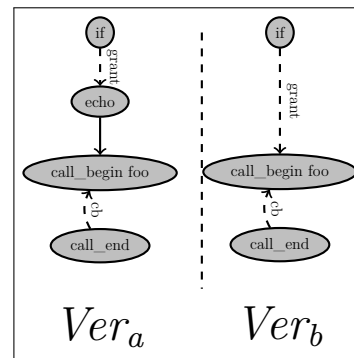 if
grant
echo
call_begin foo
cb
call_end
Ver_a
if
grant
call_begin foo
cb
call_end
Ver_b